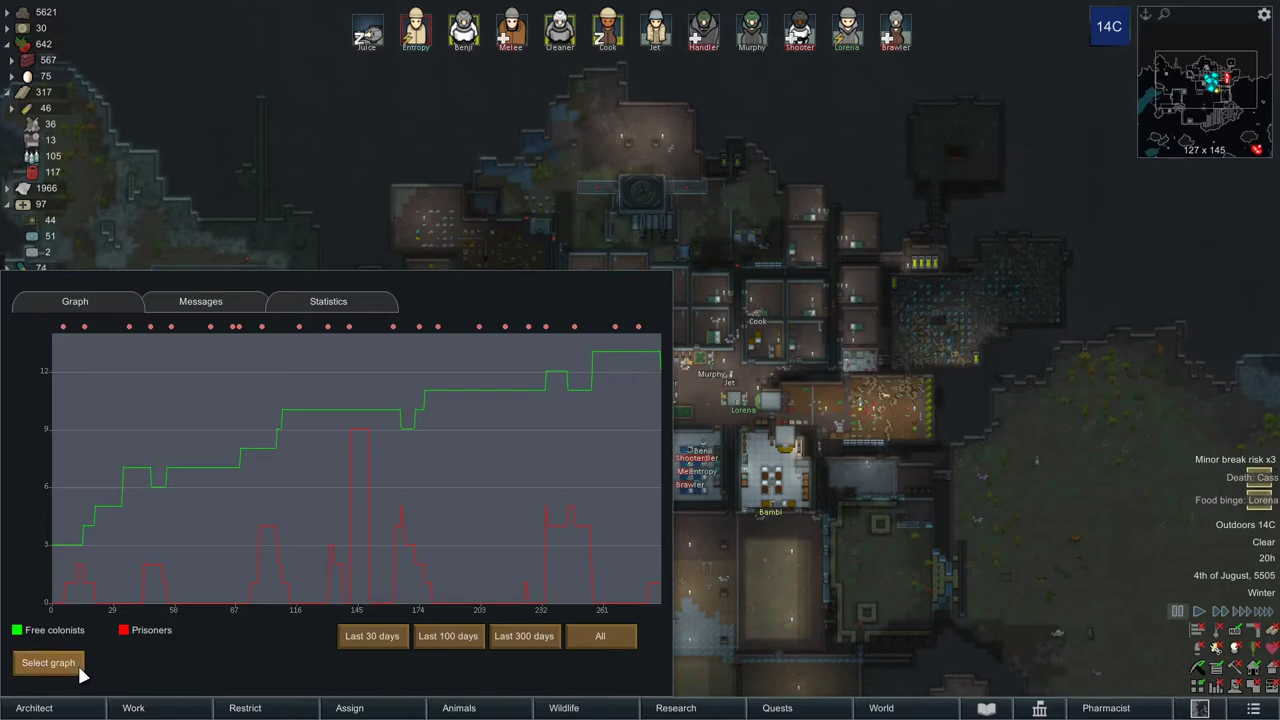 5621
30
642
567
75
317
46
36
13
105
117
1966
97
44
51
2
74
Juice
Entropy
Benji
Melee
Cleaner
Cook
Jet
Handler
Murphy
Shooter
Lorena
Brawler
14C
127 x 145
Graph
Messages
Statistics
12
9
6
3
0
0
29
58
87
116
145
174
203
232
261
Free colonists
Prisoners
Last 30 days
Last 100 days
Last 300 days
All
Select graph
Cook
Murphy
Jet
Lorena
Benji
Brawler
Bambi
Minor break risk x3
Death: Cass
Food binge: Lorena
Outdoors 14C
Clear
20h
4th of Jugust, 5505
Winter
Architect
Work
Restrict
Assign
Animals
Wildlife
Research
Quests
World
Pharmacist